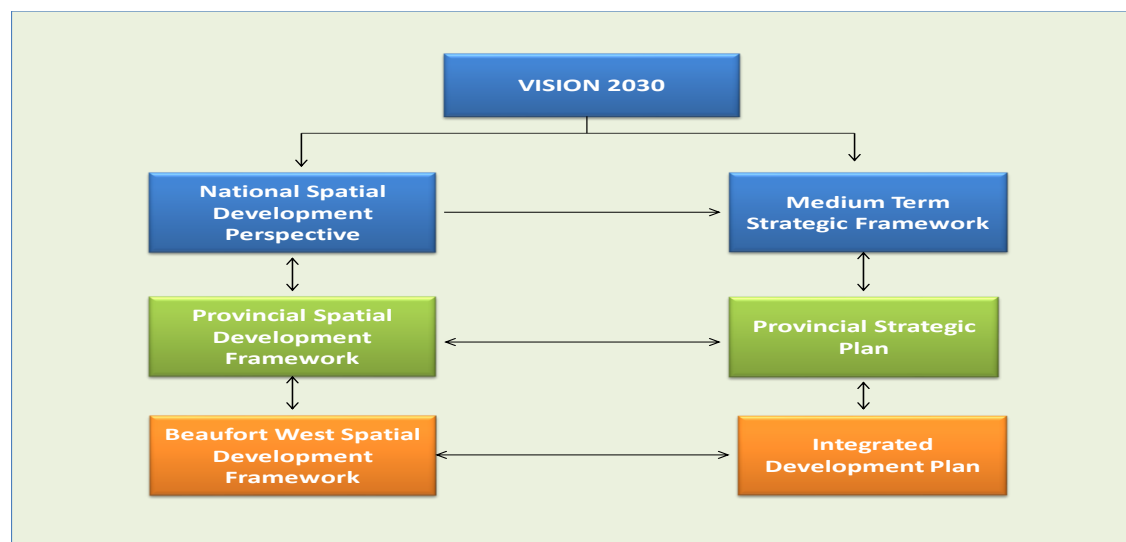 VISION 2030
National Spatial
Development
Perspective
Medium Term
Strategic Framework
Provincial Spatial
Development
Framework
Provincial Strategic
Plan
Beaufort West Spatial
Development
Framework
Integrated
Development Plan